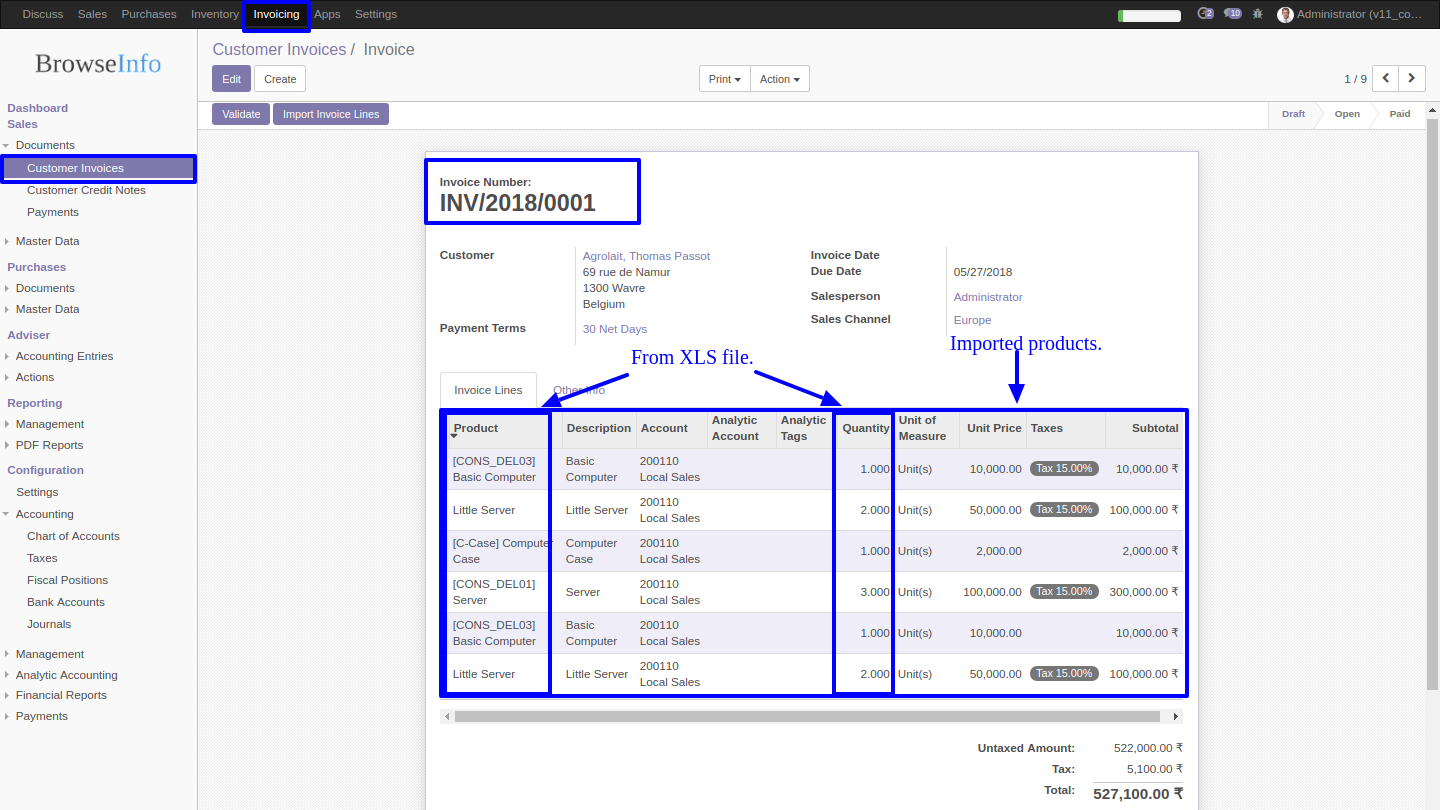 Discuss Sales Purchases Inventory Invoicing Apps Settings 2 10 Administrator (v11_co…
BrowseInfo
Dashboard
Sales
Documents
Customer Invoices
Customer Credit Notes
Payments
Master Data
Purchases
Documents
Master Data
Adviser
Accounting Entries
Actions
Reporting
Management
PDF Reports
Configuration
Settings
Accounting
Chart of Accounts
Taxes
Fiscal Positions
Bank Accounts
Journals
Management
Analytic Accounting
Financial Reports
Payments
Customer Invoices / Invoice
Edit Create Print Action 1 / 9
Validate Import Invoice Lines Draft Open Paid
Invoice Number:
INV/2018/0001
Customer
Agrolait, Thomas Passot
69 rue de Namur
1300 Wavre
Belgium
Payment Terms 30 Net Days
Invoice Date
Due Date 05/27/2018
Salesperson Administrator
Sales Channel Europe
From XLS file.
Imported products.
Invoice Lines Other Info
Product Description Account Analytic Account Analytic Tags Quantity Unit of Measure Unit Price Taxes Subtotal
[CONS_DEL03] Basic Computer Basic Computer 200110 Local Sales 1.000 Unit(s) 10,000.00 Tax 15.00% 10,000.00 ₹
Little Server Little Server 200110 Local Sales 2.000 Unit(s) 50,000.00 Tax 15.00% 100,000.00 ₹
[C-Case] Computer Case Computer Case 200110 Local Sales 1.000 Unit(s) 2,000.00 2,000.00 ₹
[CONS_DEL01] Server Server 200110 Local Sales 3.000 Unit(s) 100,000.00 Tax 15.00% 300,000.00 ₹
[CONS_DEL03] Basic Computer Basic Computer 200110 Local Sales 1.000 Unit(s) 10,000.00 10,000.00 ₹
Little Server Little Server 200110 Local Sales 2.000 Unit(s) 50,000.00 Tax 15.00% 100,000.00 ₹
Untaxed Amount: 522,000.00 ₹
Tax: 5,100.00 ₹
Total: 527,100.00 ₹